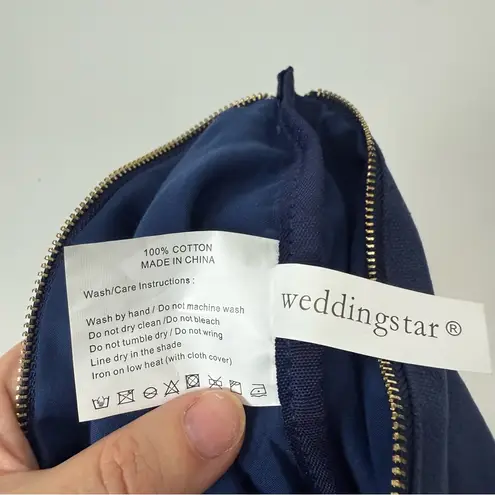 100% COTTON
MADE IN CHINA
Wash/Care Instructions :
Wash by hand / Do not machine wash
Do not dry clean /Do not bleach
Do not tumble dry / Do not wring
Line dry in the shade
Iron on low heat (with cloth cover)
weddingstar ®